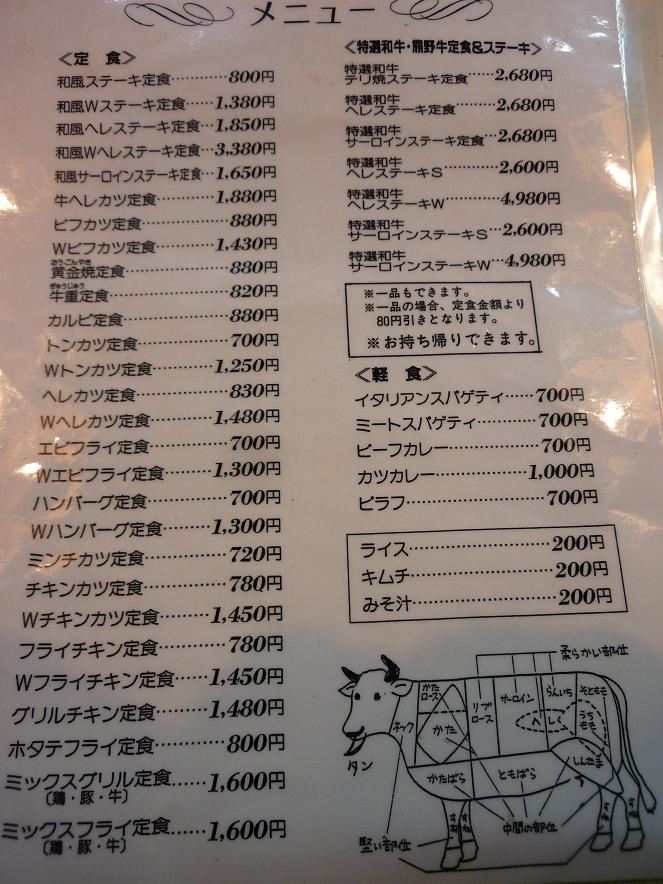 メニュー
〈定食〉
和風ステーキ定食………800円
和風Wステーキ定食……1,380円
和風ヘレステーキ定食…1,850円
和風Wヘレステーキ定食…3,380円
和風サーロインステーキ定食…1,650円
牛ヘレカツ定食…………1,880円
ビフカツ定食……………880円
Wビフカツ定食…………1,430円
おうごんやき
黄金焼定食………………880円
ぎゅうじゅう
牛重定食…………………820円
カルビ定食………………880円
トンカツ定食……………700円
Wトンカツ定食…………1,250円
ヘレカツ定食……………830円
Wヘレカツ定食…………1,480円
エビフライ定食…………700円
Wエビフライ定食………1,300円
ハンバーグ定食…………700円
Wハンバーグ定食………1,300円
ミンチカツ定食…………720円
チキンカツ定食…………780円
Wチキンカツ定食………1,450円
フライチキン定食………780円
Wフライチキン定食……1,450円
グリルチキン定食………1,480円
ホタテフライ定食………800円
ミックスグリル定食……1,600円
（鶏・豚・牛）
ミックスフライ定食……1,600円
（鶏・豚・牛）
〈特選和牛・熊野牛定食&ステーキ〉
特選和牛
テリ焼ステーキ定食……2,680円
特選和牛
ヘレステーキ定食………2,680円
特選和牛
サーロインステーキ定食…2,680円
特選和牛
ヘレステーキS…………2,600円
特選和牛
ヘレステーキW…………4,980円
特選和牛
サーロインステーキS…2,600円
特選和牛
サーロインステーキW…4,980円
※一品もできます。
※一品の場合、定食金額より
80円引きとなります。
※お持ち帰りできます。
〈軽食〉
イタリアンスパゲティ……700円
ミートスパゲティ…………700円
ビーフカレー………………700円
カツカレー…………………1,000円
ピラフ………………………700円
ライス………………………200円
キムチ………………………200円
みそ汁………………………200円
柔らかい部位
かた
ロース
リブ
ロース
サーロイン
らんいち
そともも
ネック
かた
へレ
うち
もも
タン
かたばら
ともばら
しんたま
すね
すね
中間の部位
堅い部位